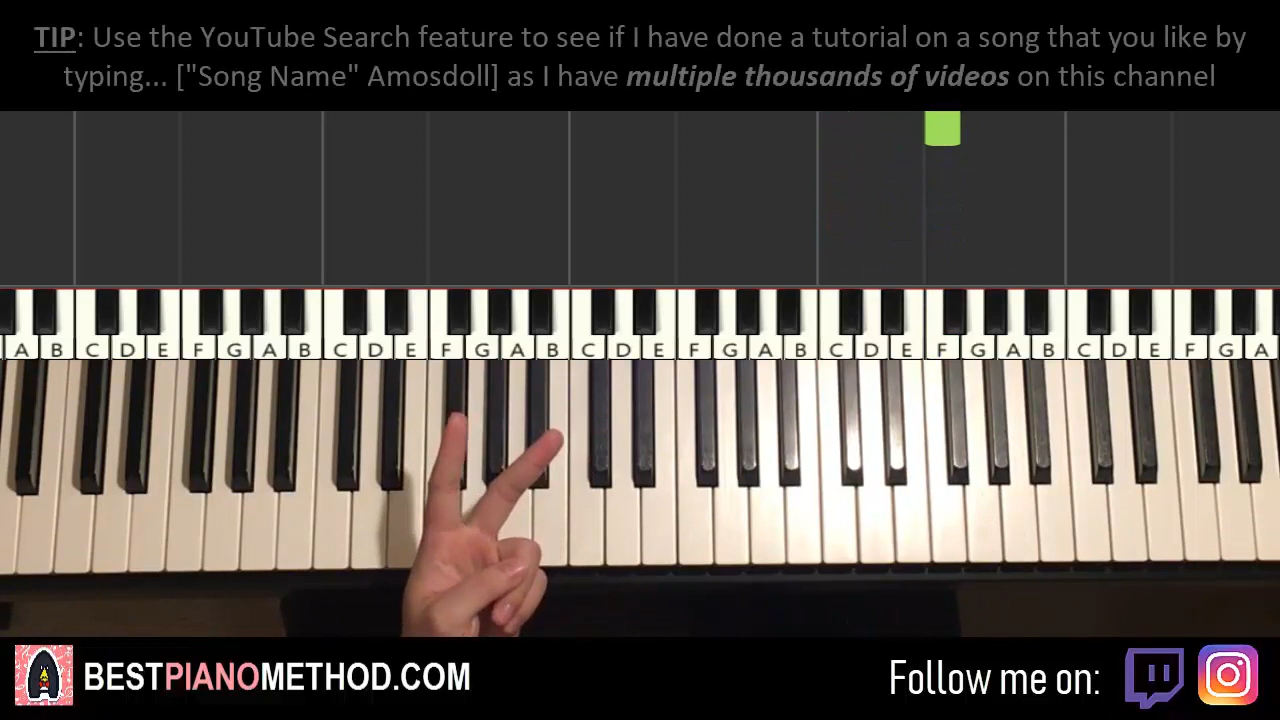 TIP: Use the YouTube Search feature to see if I have done a tutorial on a song that you like by
typing... ["Song Name" Amosdoll] as I have multiple thousands of videos on this channel
A B C D E F G A B C D E F G A B C D E F G A B C D E F G A B C D E F G A
BESTPIANOMETHOD.COM
Follow me on: